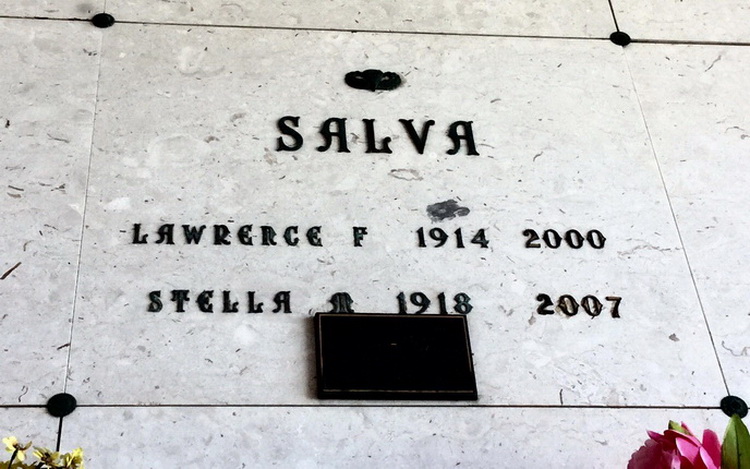 SALVA
LAWRENCE F 1914 2000
STELLA M 1918 2007